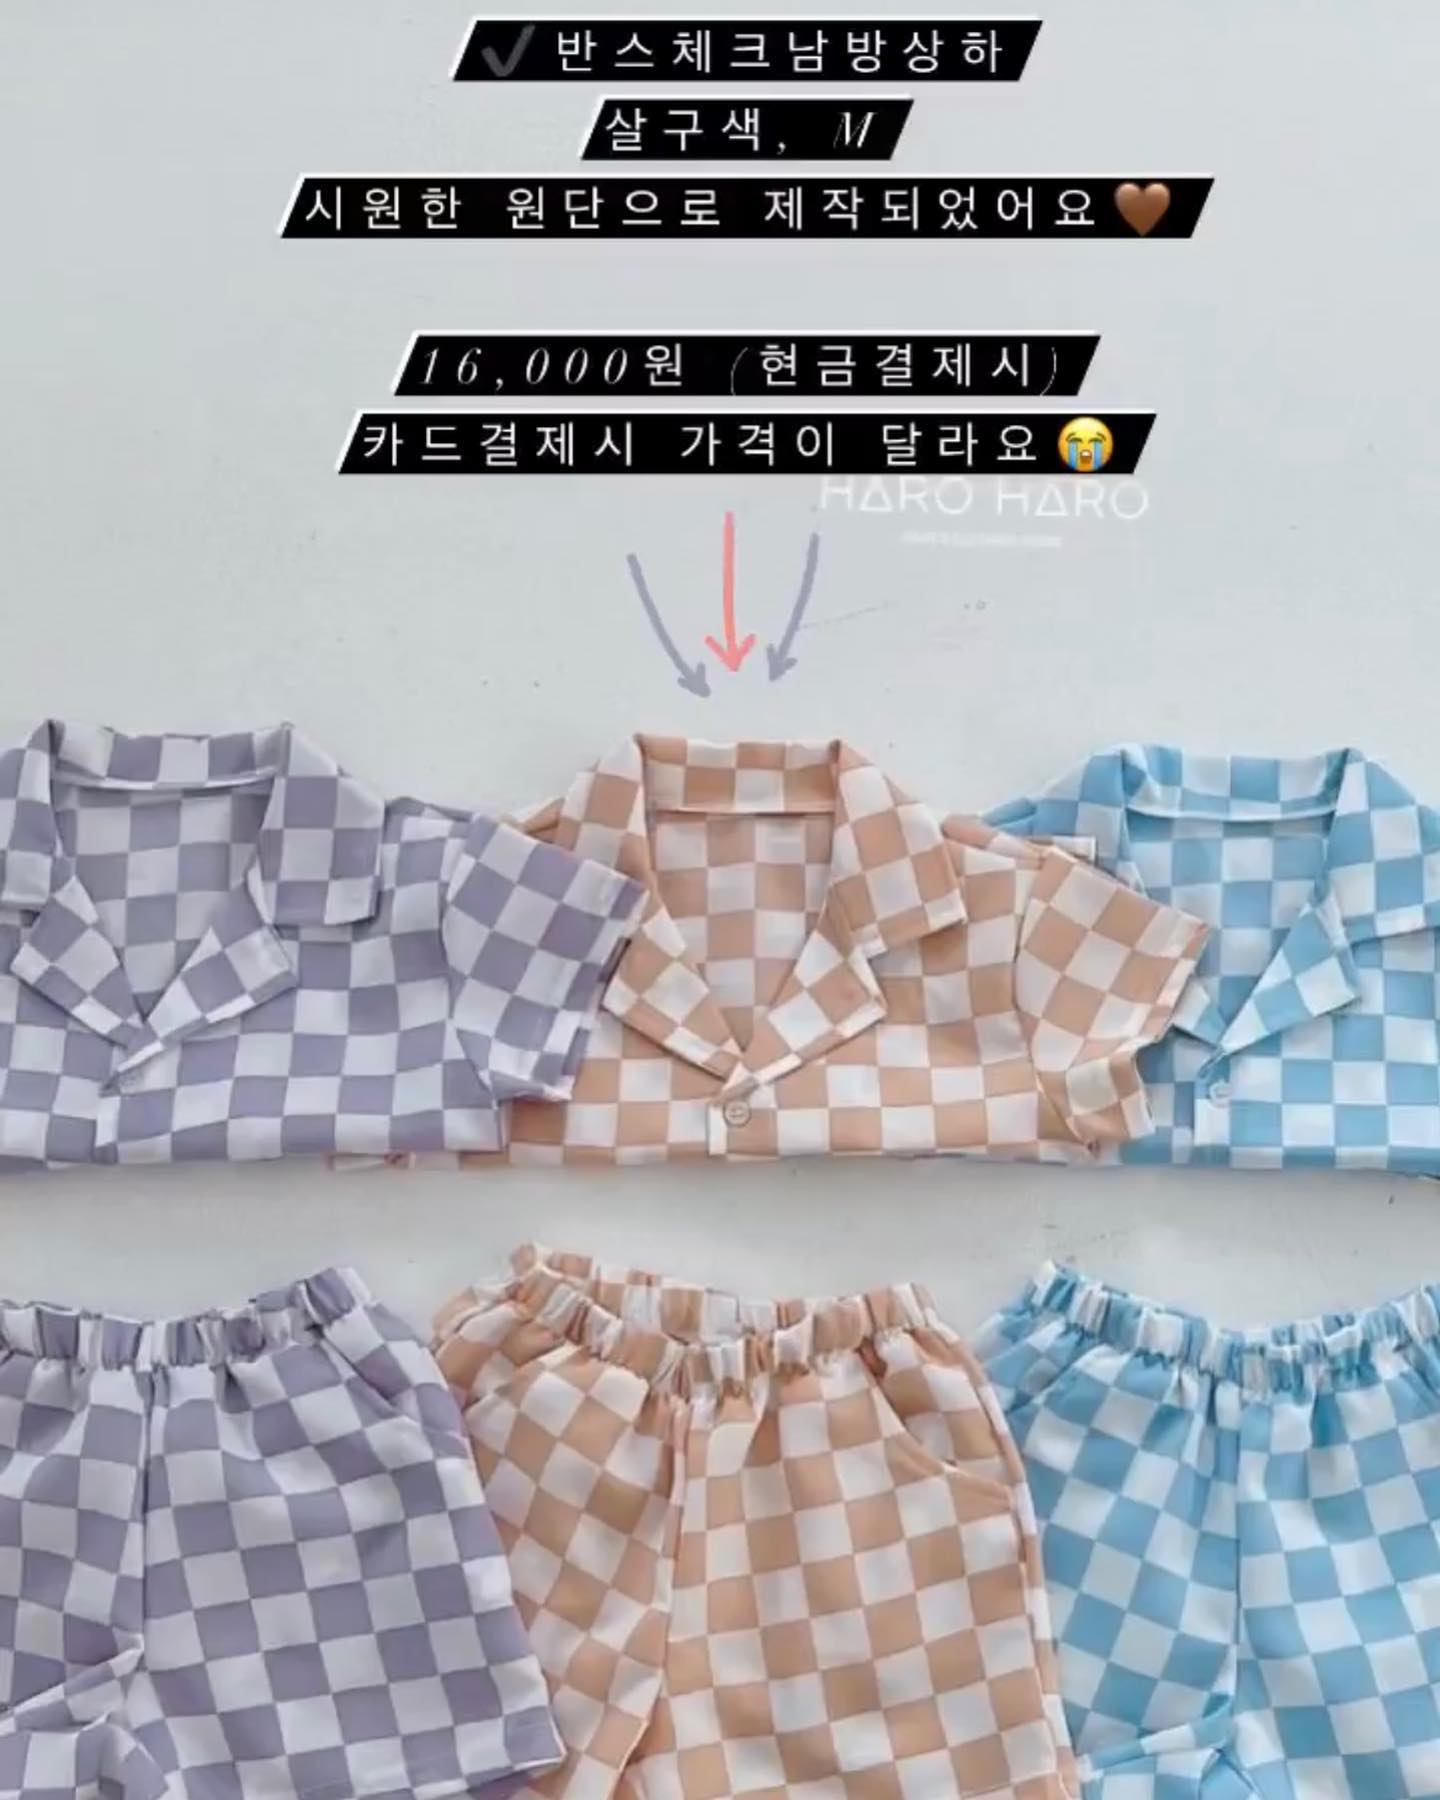 ✔️반스체크남방상하
살구색, M
시원한 원단으로 제작되었어요🤎
16,000원 (현금결제시)
카드결제시 가격이 달라요😭
HARO HARO